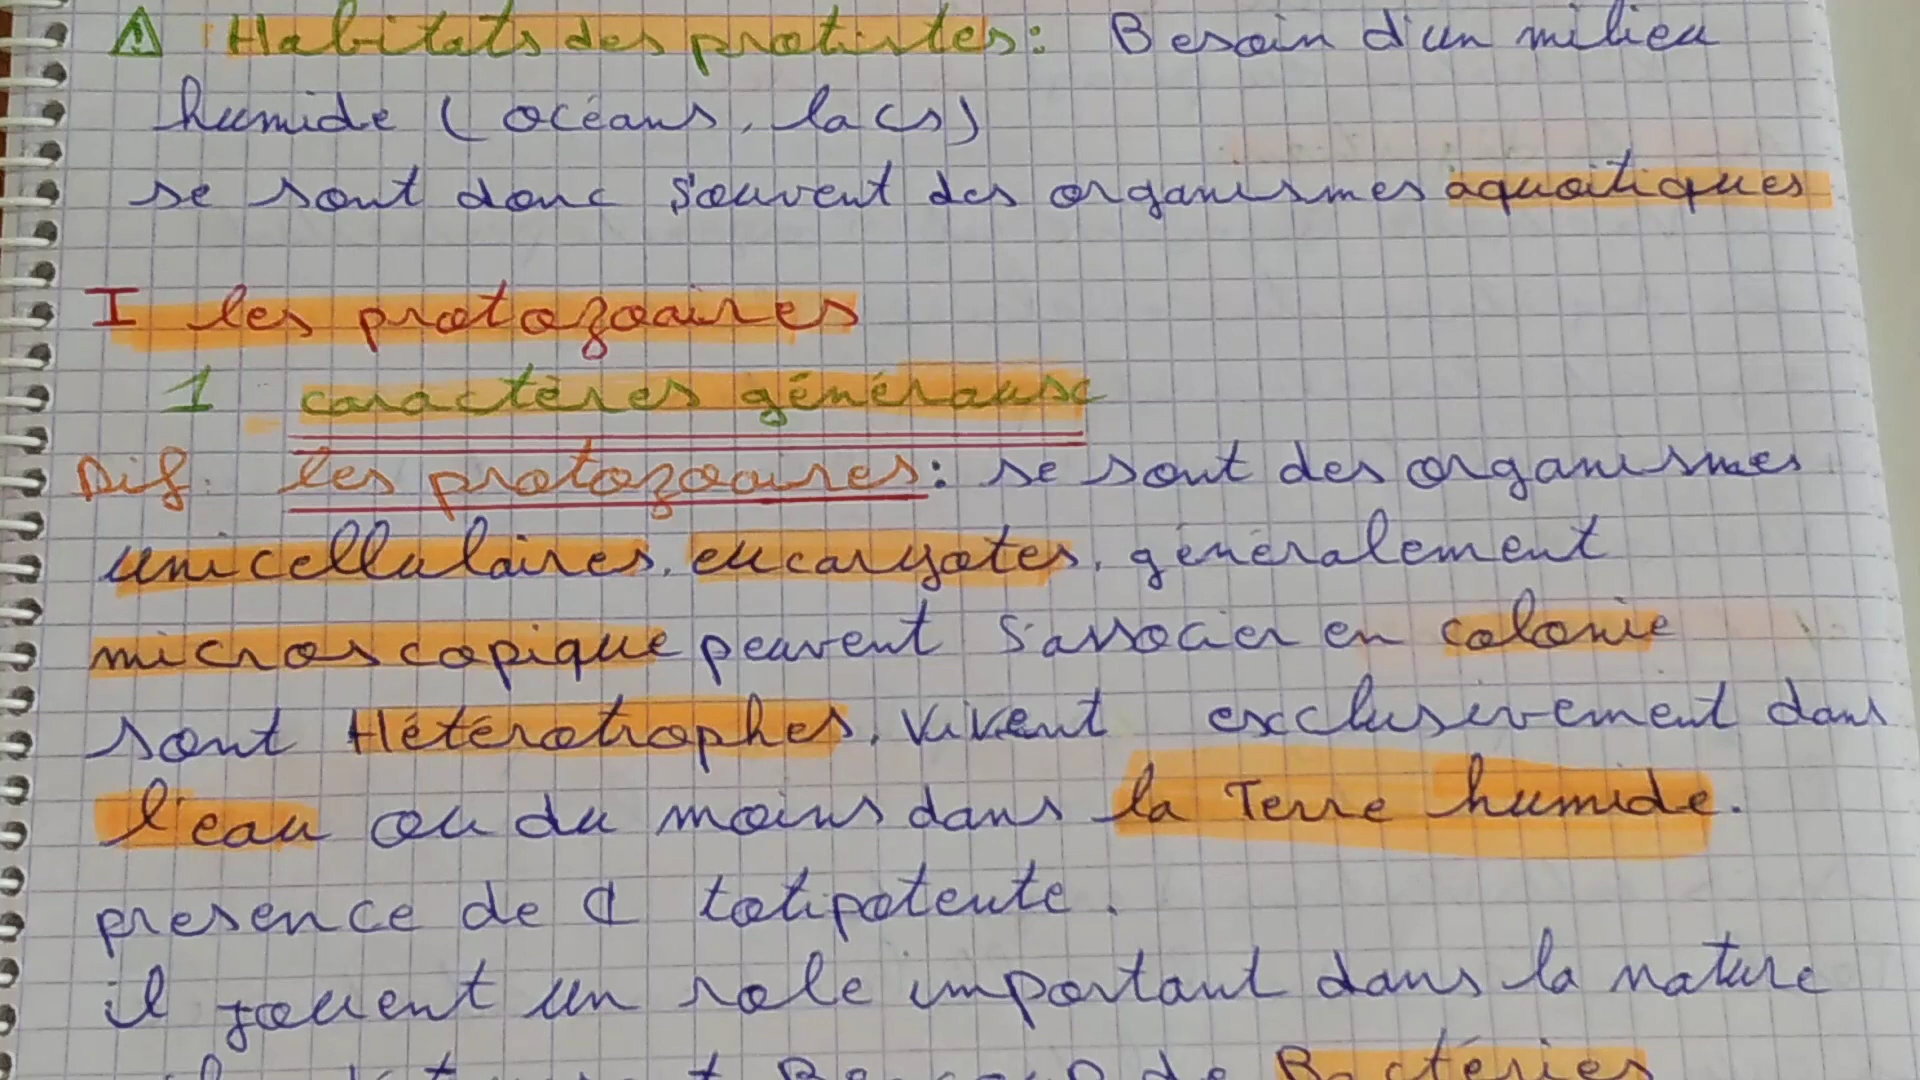 ⚠ Habitats des protistes: Besoin d'un milieu
humide (océans, lacs)
se sont donc souvent des organismes aquatiques
I les protozoaires
1 caractères généraux
Dif. les protozoaires: se sont des organismes
unicellulaires, eucaryotes, généralement
microscopique peuvent s'associer en colonie
sont Hétérotrophes, vivent exclusivement dans
l'eau ou du moins dans la Terre humide.
presence de ₵ totipotente.
il jouent un role important dans la nature
de Bactéries